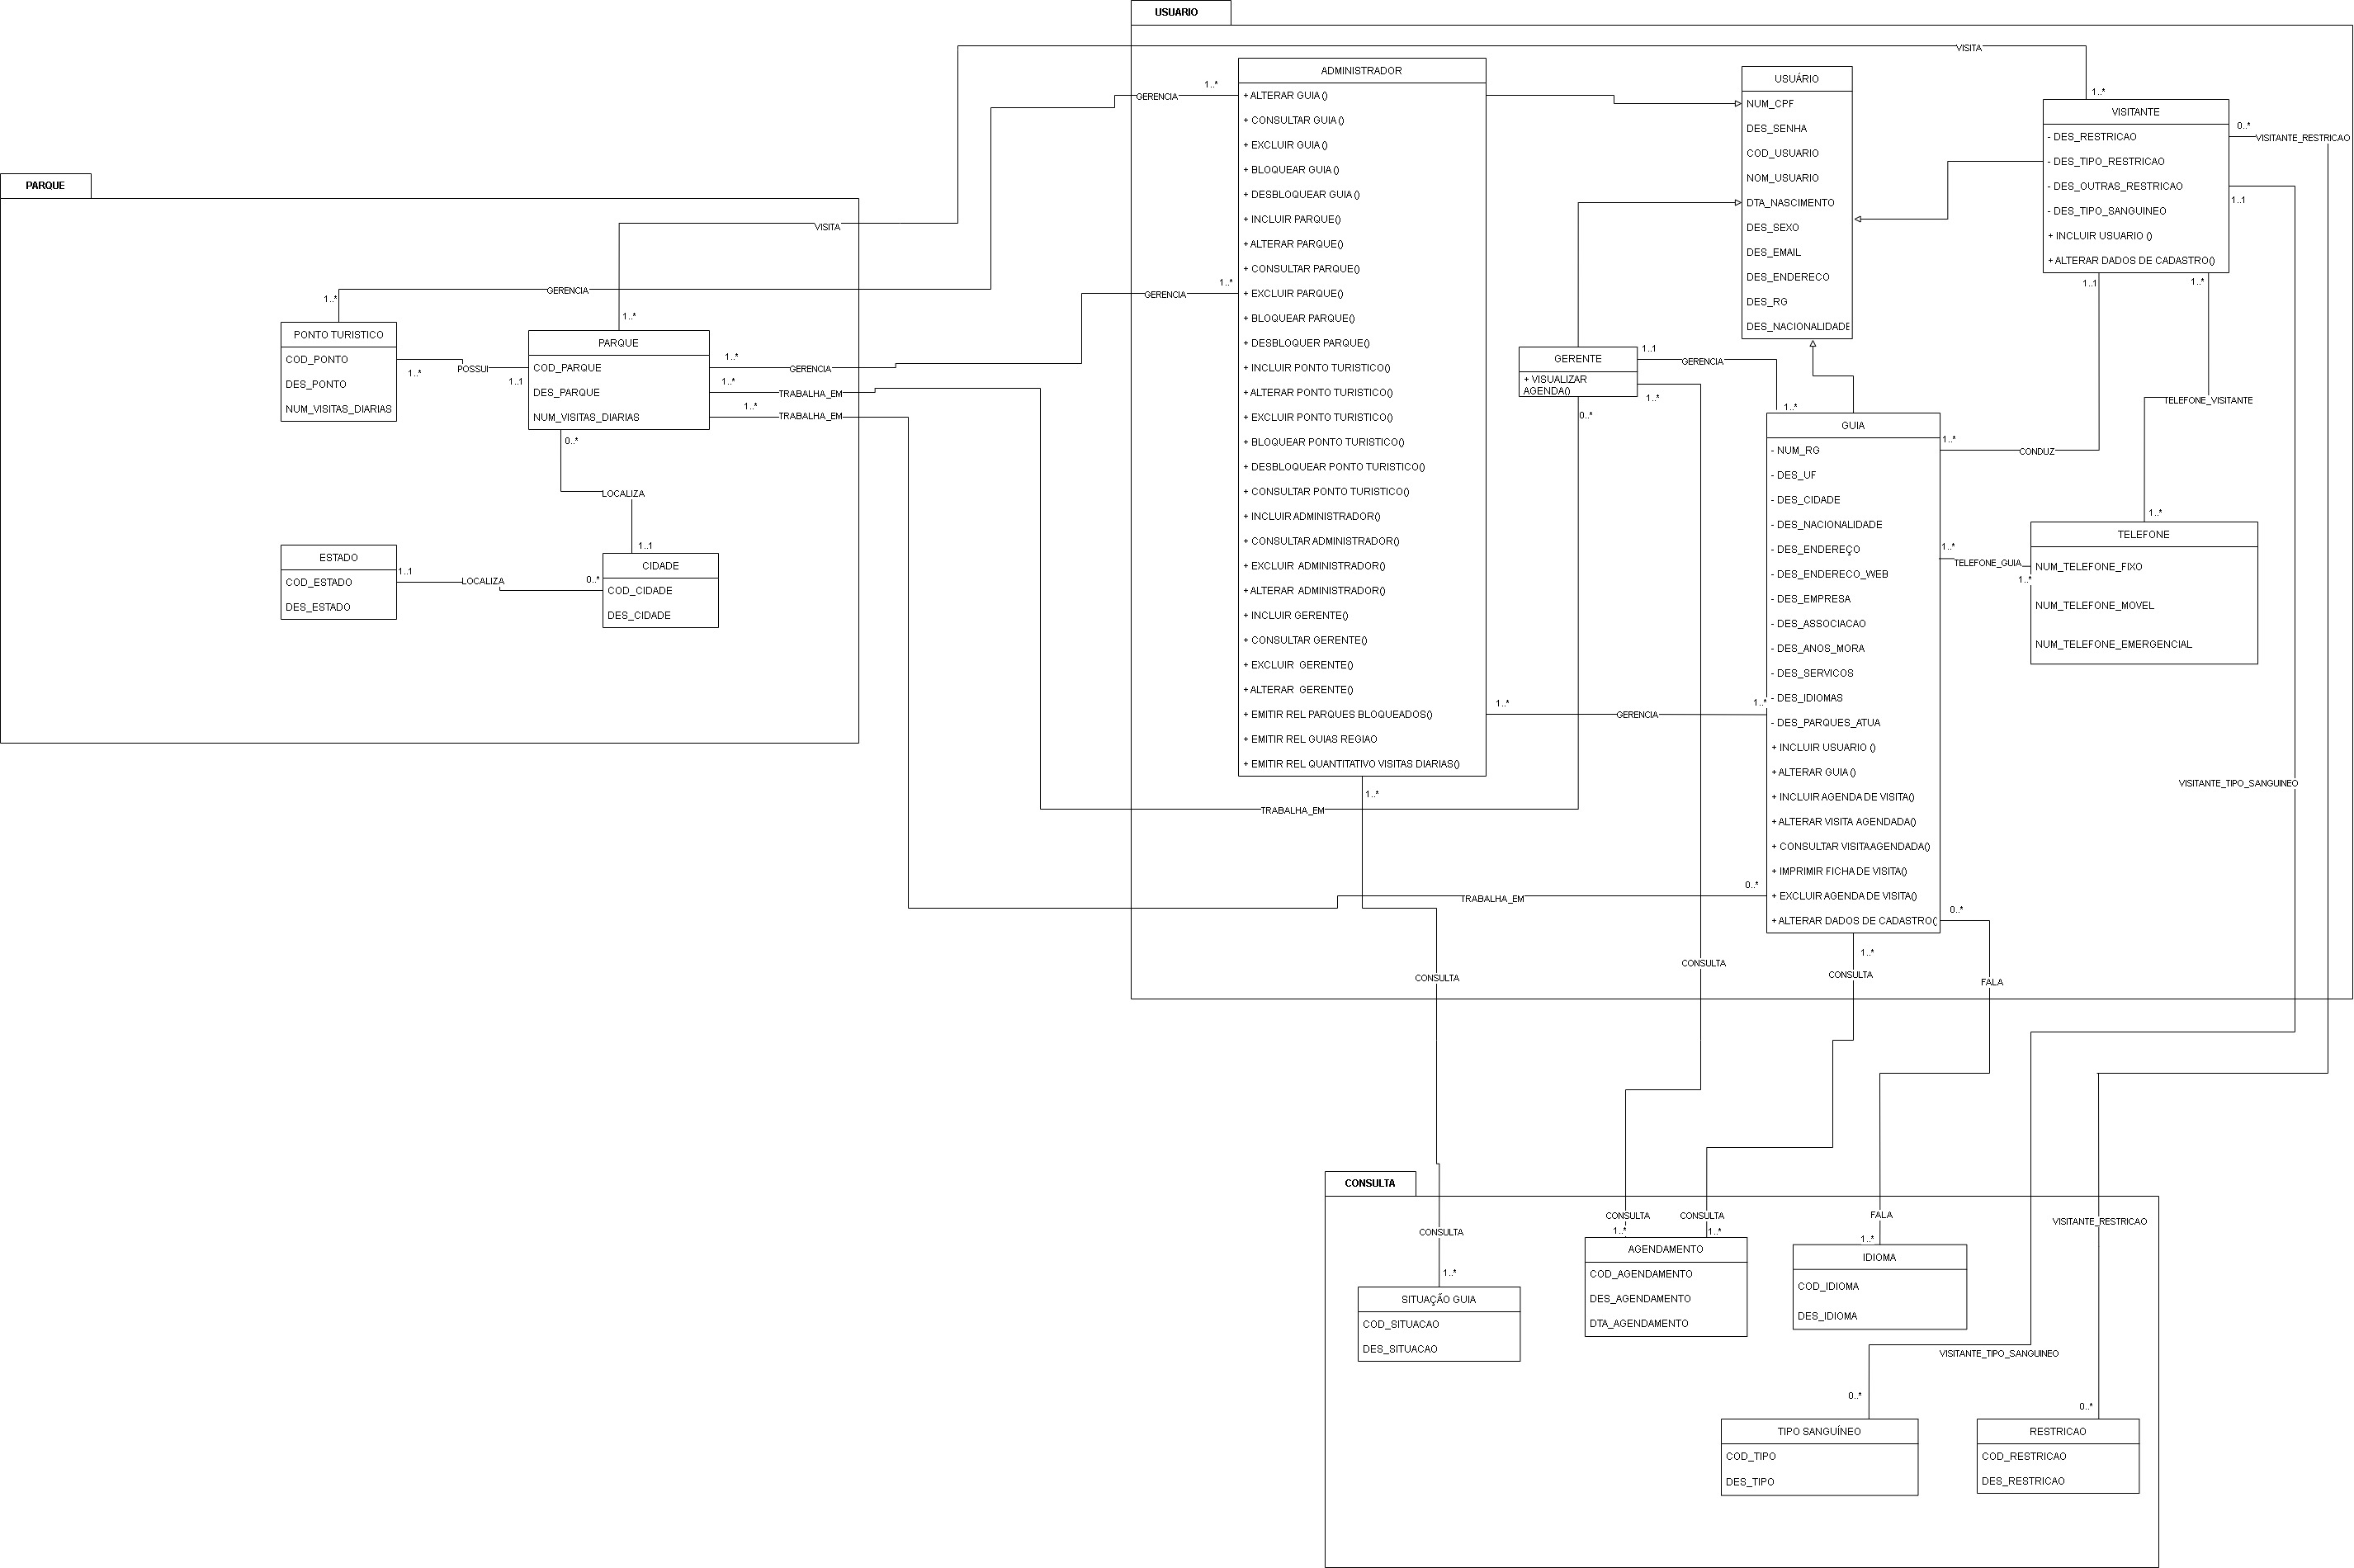 USUARIO
VISITA
1..*
ADMINISTRADOR
+ ALTERAR GUIA ()
+ CONSULTAR GUIA ()
+ EXCLUIR GUIA ()
+ BLOQUEAR GUIA ()
+ DESBLOQUEAR GUIA ()
+ INCLUIR PARQUE()
+ ALTERAR PARQUE()
+ CONSULTAR PARQUE()
+ EXCLUIR PARQUE()
+ BLOQUEAR PARQUE()
+ DESBLOQUER PARQUE()
+ INCLUIR PONTO TURISTICO()
+ ALTERAR PONTO TURISTICO()
+ EXCLUIR PONTO TURISTICO()
+ BLOQUEAR PONTO TURISTICO()
+ DESBLOQUEAR PONTO TURISTICO()
+ CONSULTAR PONTO TURISTICO()
+ INCLUIR ADMINISTRADOR()
+ CONSULTAR ADMINISTRADOR()
+ EXCLUIR ADMINISTRADOR()
+ ALTERAR ADMINISTRADOR()
+ INCLUIR GERENTE()
+ CONSULTAR GERENTE()
+ EXCLUIR GERENTE()
+ ALTERAR GERENTE()
+ EMITIR REL PARQUES BLOQUEADOS()
+ EMITIR REL GUIAS REGIAO
+ EMITIR REL QUANTITATIVO VISITAS DIARIAS()
1..*
GERENCIA
1..*
GERENCIA
1..*
GERENCIA
1..*
1..*
USUÁRIO
NUM_CPF
DES_SENHA
COD_USUARIO
NOM_USUARIO
DTA_NASCIMENTO
DES_SEXO
DES_EMAIL
DES_ENDERECO
DES_RG
DES_NACIONALIDADE
VISITANTE
- DES_RESTRICAO
- DES_TIPO_RESTRICAO
- DES_OUTRAS_RESTRICAO
- DES_TIPO_SANGUINEO
+ INCLUIR USUARIO ()
+ ALTERAR DADOS DE CADASTRO()
0..*
VISITANTE_RESTRICAO
1..1
1..1
1..*
TELEFONE_VISITANTE
GERENTE
+ VISUALIZAR
AGENDA()
1..1
GERENCIA
1..*
1..*
0..*
GUIA
- NUM_RG
- DES_UF
- DES_CIDADE
- DES_NACIONALIDADE
- DES_ENDEREÇO
- DES_ENDERECO_WEB
- DES_EMPRESA
- DES_ASSOCIACAO
- DES_ANOS_MORA
- DES_SERVICOS
- DES_IDIOMAS
- DES_PARQUES_ATUA
+ INCLUIR USUARIO ()
+ ALTERAR GUIA ()
+ INCLUIR AGENDA DE VISITA()
+ ALTERAR VISITA AGENDADA()
+ CONSULTAR VISITAAGENDADA()
+ IMPRIMIR FICHA DE VISITA()
+ EXCLUIR AGENDA DE VISITA()
+ ALTERAR DADOS DE CADASTRO()
1..*
CONDUZ
1..*
TELEFONE_GUIA
1..*
1..*
TELEFONE
NUM_TELEFONE_FIXO
NUM_TELEFONE_MOVEL
NUM_TELEFONE_EMERGENCIAL
VISITANTE_TIPO_SANGUINEO
TRABALHA_EM
TRABALHA_EM
0..*
0..*
1..*
CONSULTA
CONSULTA
CONSULTA
FALA
PARQUE
VISITA
GERENCIA
1..*
1..*
PONTO TURISTICO
COD_PONTO
DES_PONTO
NUM_VISITAS_DIARIAS
1..*
POSSUI
1..1
PARQUE
COD_PARQUE
DES_PARQUE
NUM_VISITAS_DIARIAS
1..*
GERENCIA
1..*
TRABALHA_EM
1..*
TRABALHA_EM
0..*
LOCALIZA
1..1
ESTADO
COD_ESTADO
DES_ESTADO
1..1
LOCALIZA
0..*
CIDADE
COD_CIDADE
DES_CIDADE
CONSULTA
CONSULTA
1..*
SITUAÇÃO GUIA
COD_SITUACAO
DES_SITUACAO
CONSULTA
1..*
CONSULTA
1..*
AGENDAMENTO
COD_AGENDAMENTO
DES_AGENDAMENTO
DTA_AGENDAMENTO
FALA
1..*
IDIOMA
COD_IDIOMA
DES_IDIOMA
VISITANTE_RESTRICAO
VISITANTE_TIPO_SANGUINEO
0..*
0..*
TIPO SANGUÍNEO
COD_TIPO
DES_TIPO
RESTRICAO
COD_RESTRICAO
DES_RESTRICAO